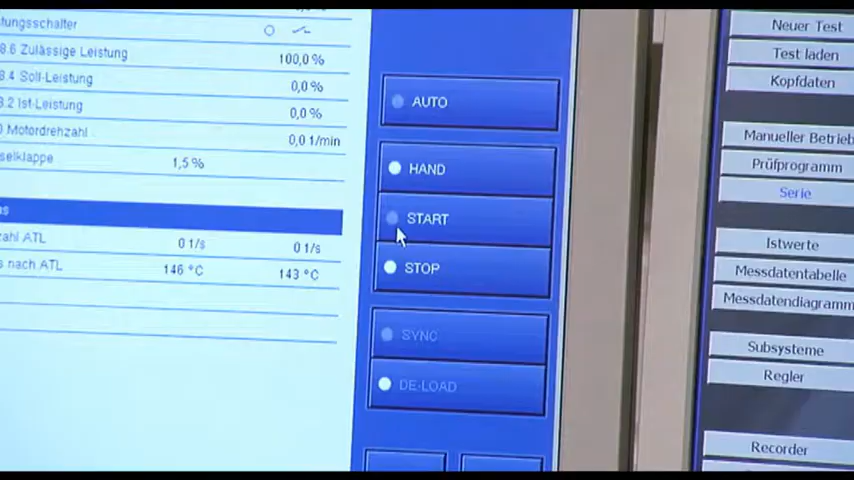 tungsschalter
8.6 Zulässige Leistung 100,0 %
8.4 Soll-Leistung 0,0 %
8.2 Ist-Leistung 0,0 %
Motordrehzahl 0,0 1/min
selklappe 1,5 %
zahl ATL 0 1/s 0 1/s
s nach ATL 146 °C 143 °C
AUTO
HAND
START
STOP
SYNC
DE-LOAD
Neuer Test
Test laden
Kopfdaten
Manueller Betrieb
Prüfprogramm
Serie
Istwerte
Messdatentabelle
Messdatendiagramm
Subsysteme
Regler
Recorder